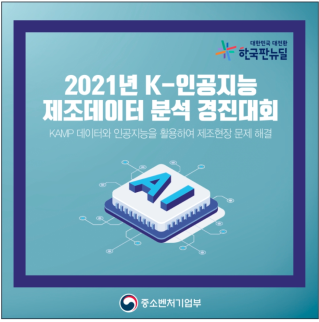 대한민국 대전환
한국판뉴딜
2021년 K-인공지능
제조데이터 분석 경진대회
KAMP 데이터와 인공지능을 활용하여 제조현장 문제 해결
AI
중소벤처기업부